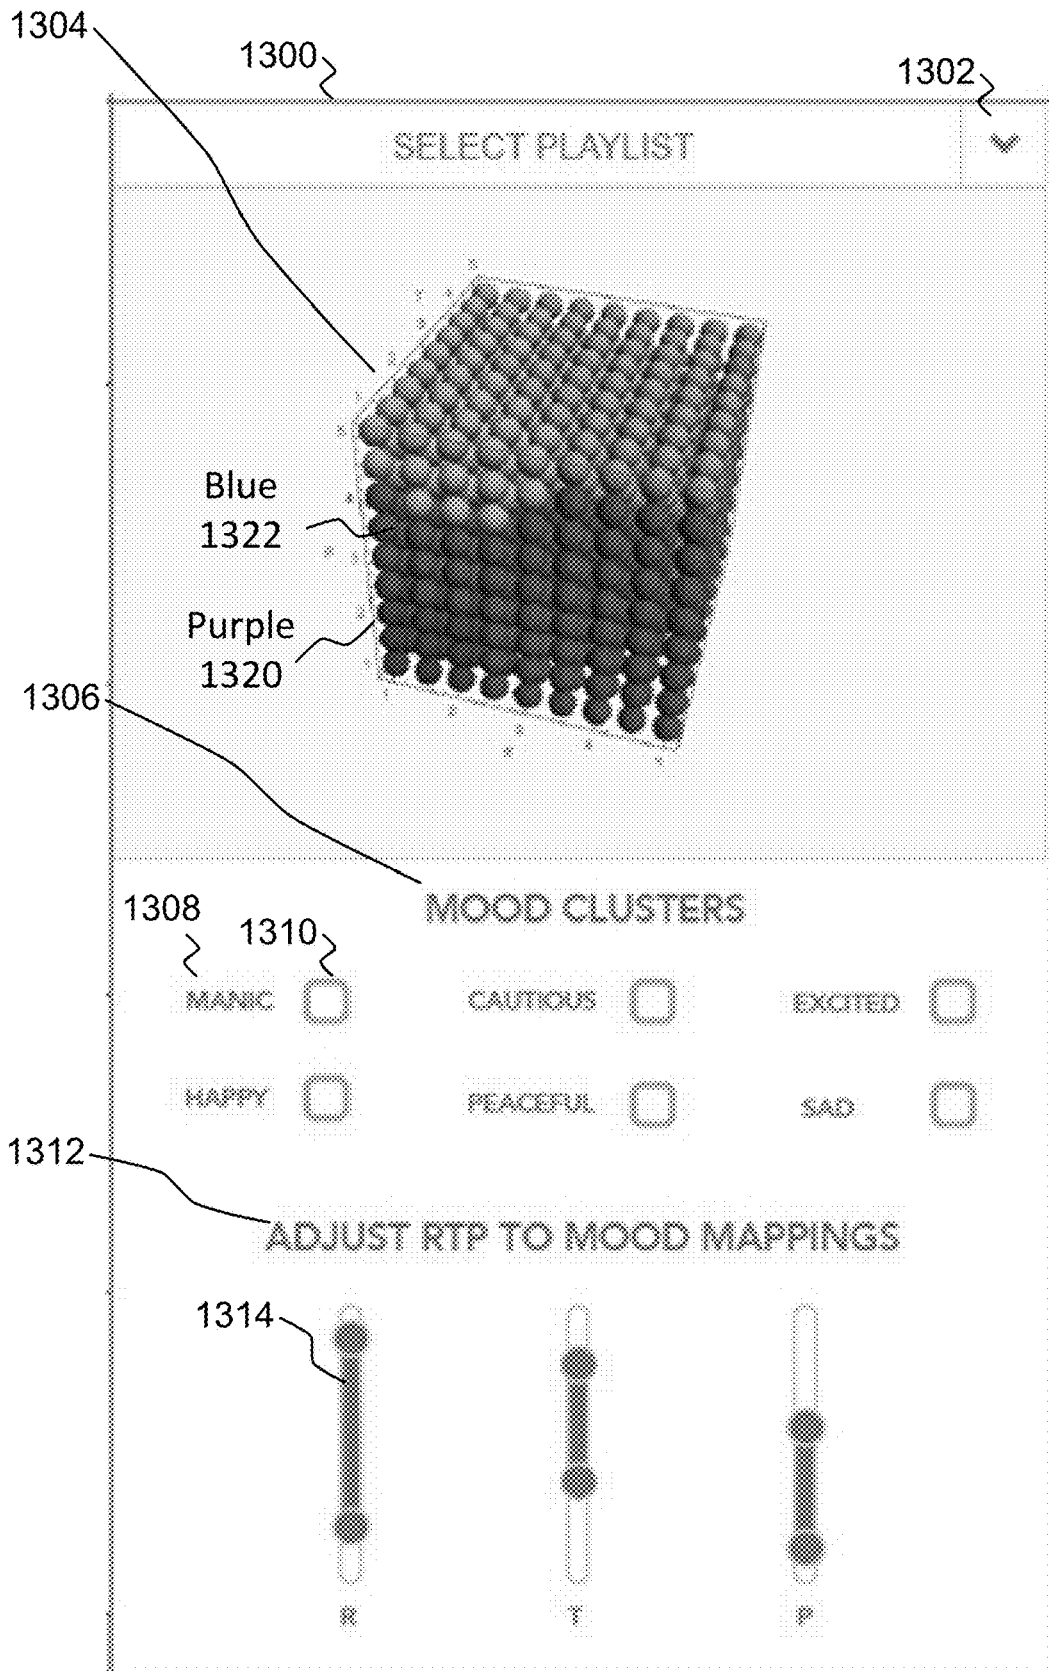 1304
1300
1302
SELECT PLAYLIST
Blue
1322
Purple
1320
1306
MOOD CLUSTERS
1308
1310
MANIC CAUTIOUS EXCITED
HAPPY PEACEFUL SAD
1312
ADJUST RTP TO MOOD MAPPINGS
1314
R T P